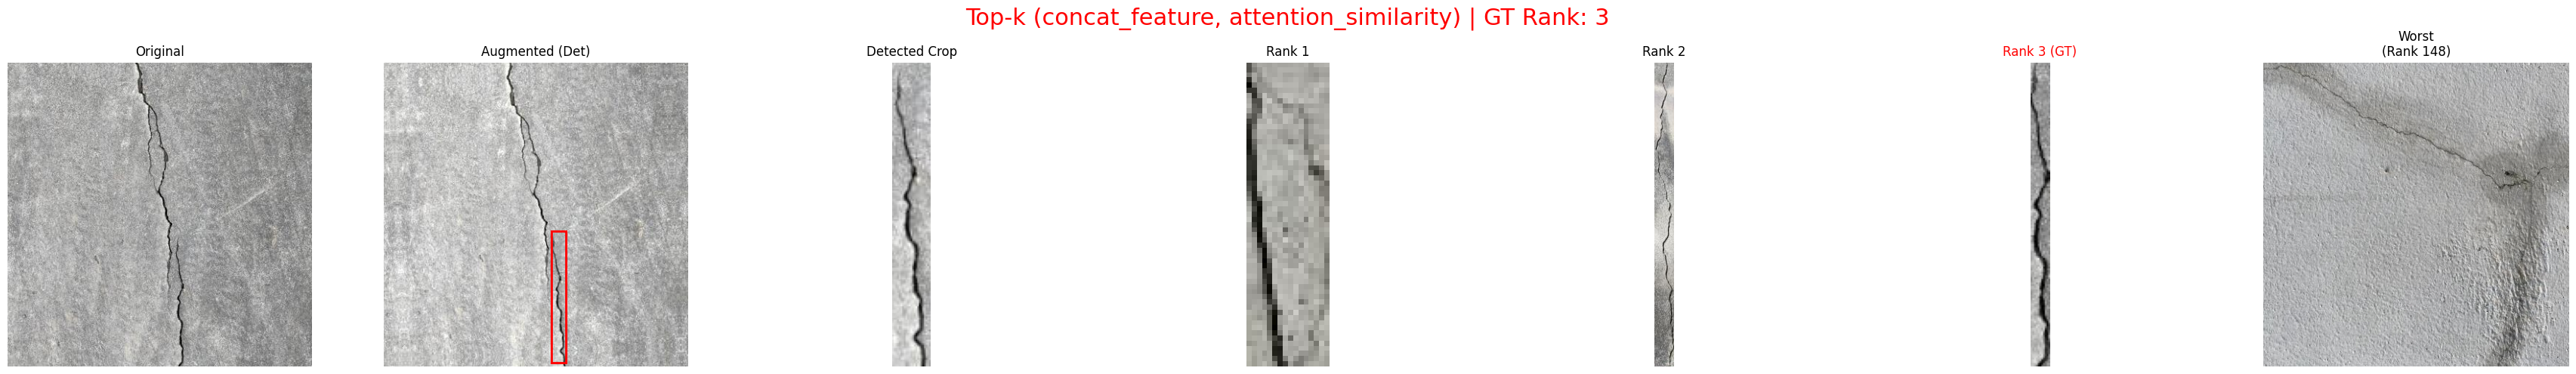 Top-k (concat_feature, attention_similarity) | GT Rank: 3
Original
Augmented (Det)
Detected Crop
Rank 1
Rank 2
Rank 3 (GT)
Worst
(Rank 148)